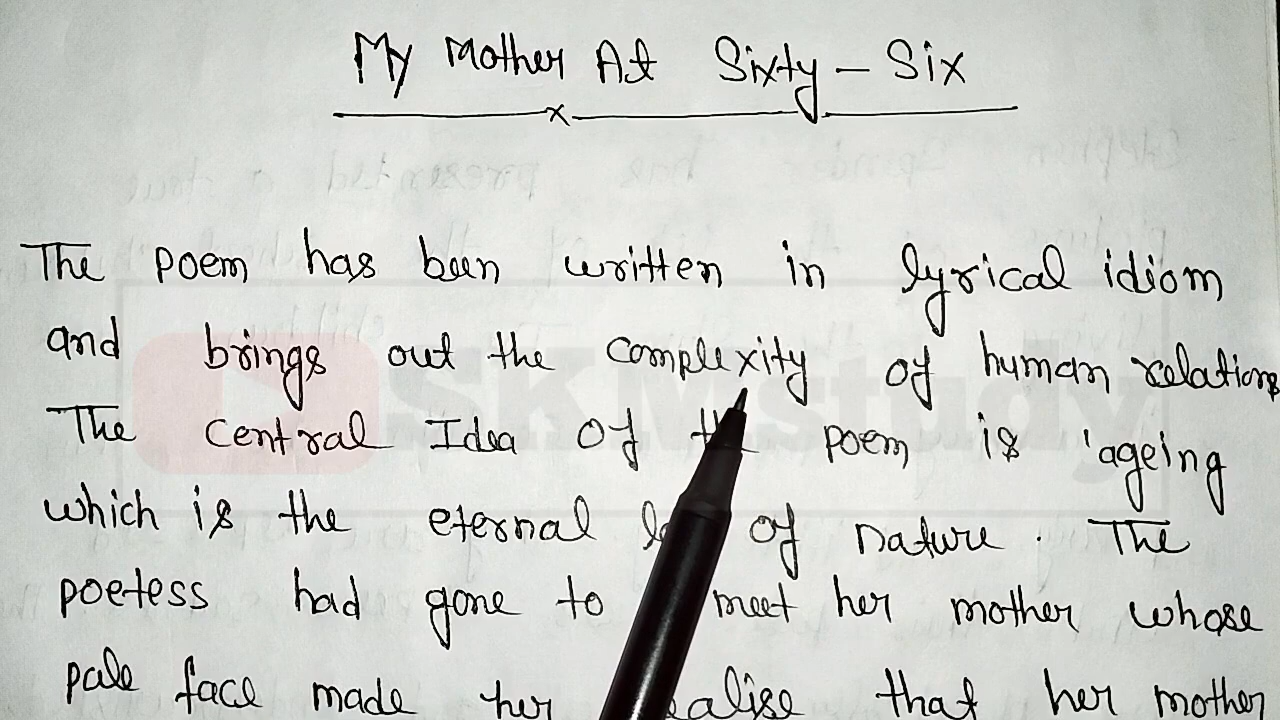 My Mother At Sixty - Six
The poem has been written in lyrical idiom
and brings out the complexity of human relations
The Central Idea Of the poem is 'ageing
which is the eternal of nature. The
poetess had gone to meet her mother whose
pale face made her that her mother
SKMstudy